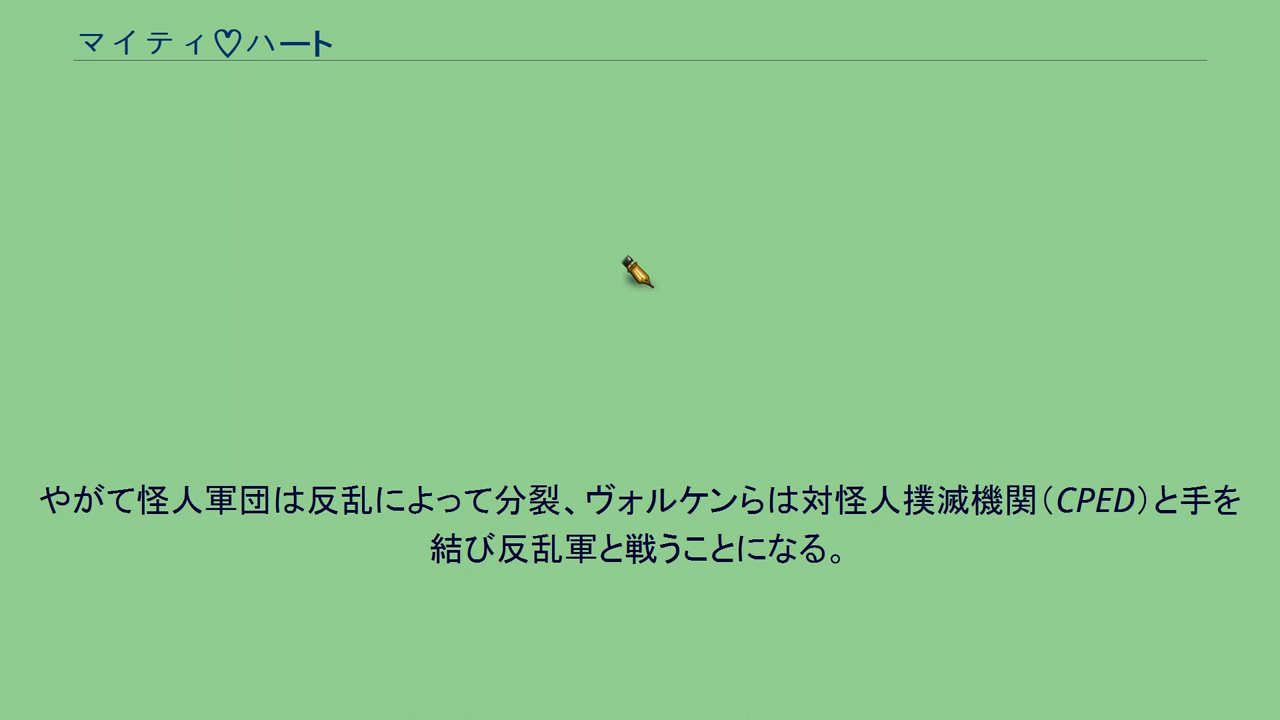 マイティ♡ハート
やがて怪人軍団は反乱によって分裂、ヴォルケンらは対怪人撲滅機関（CPED）と手を
結び反乱軍と戦うことになる。